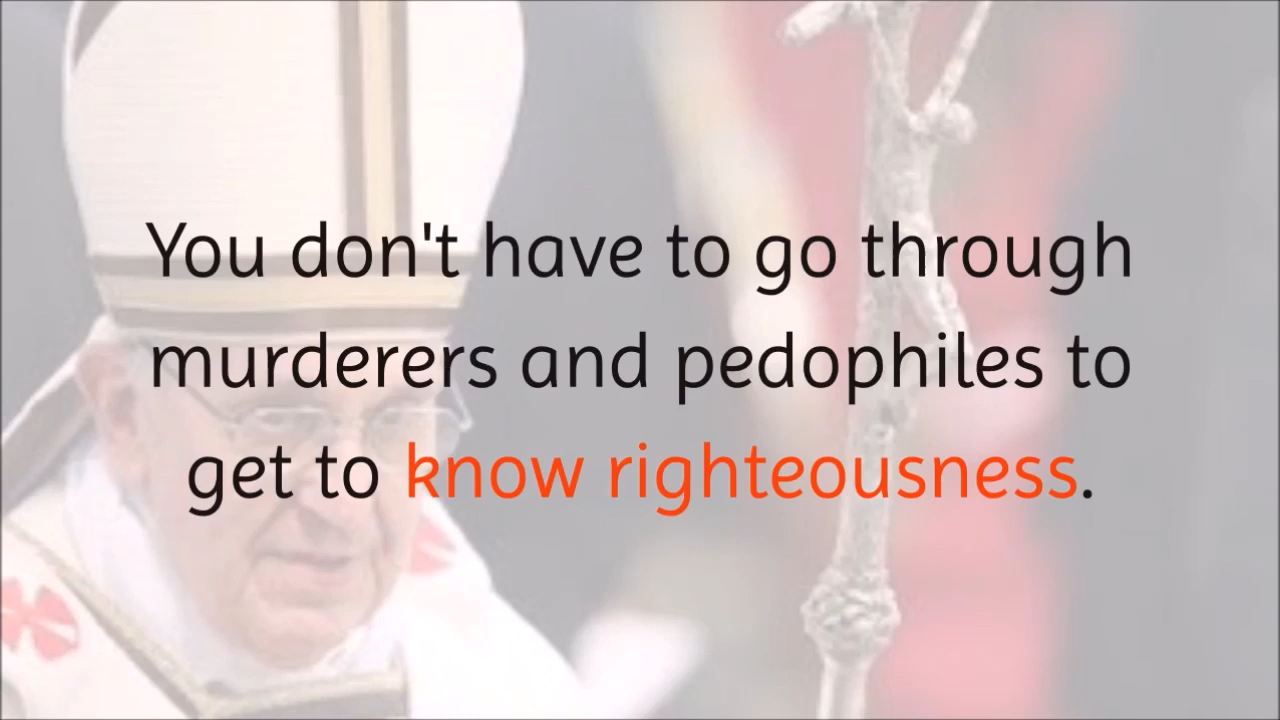 You don't have to go through
murderers and pedophiles to
get to know righteousness.